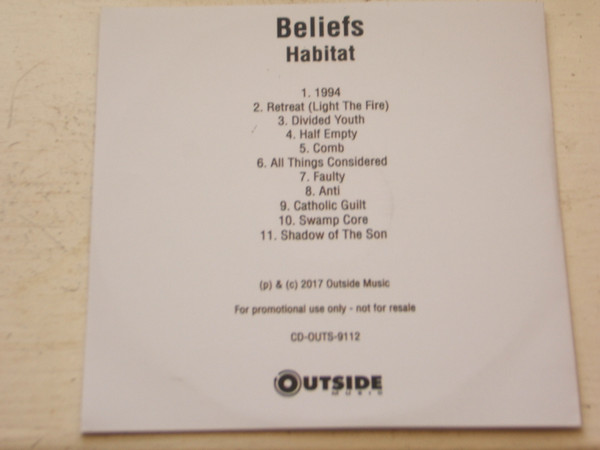 Beliefs
Habitat
1. 1994
2. Retreat (Light The Fire)
3. Divided Youth
4. Half Empty
5. Comb
6. All Things Considered
7. Faulty
8. Anti
9. Catholic Guilt
10. Swamp Core
11. Shadow of The Son
(p) & (c) 2017 Outside Music
For promotional use only - not for resale
CD-OUTS-9112
OUTSIDE
MUSIC